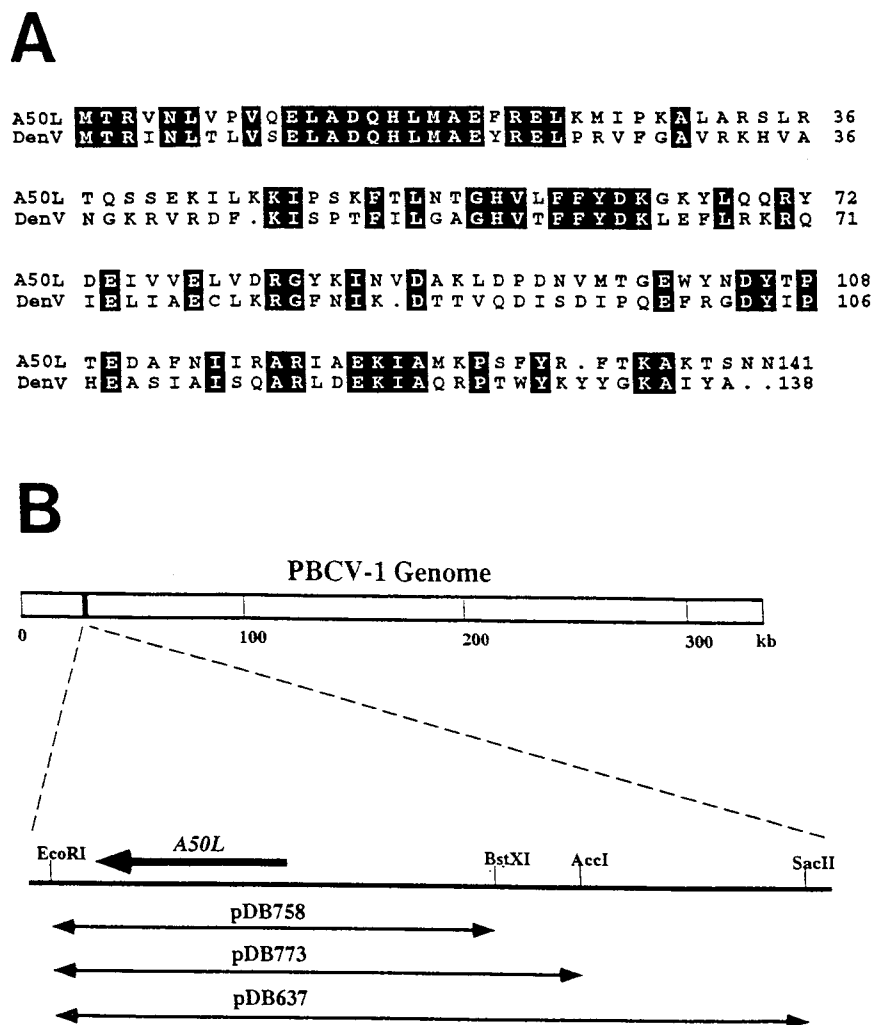 A
A50L M T R V N L V P V Q E L A D Q H L M A E F R E L K M I P K A L A R S L R 36
DenV M T R I N L T L V S E L A D Q H L M A E Y R E L P R V F G A V R K H V A 36
A50L T Q S S E K I L K K I P S K F T L N T G H V L F F Y D K G K Y L Q Q R Y 72
DenV N G K R V R D F . K I S P T F I L G A G H V T F F Y D K L E F L R K R Q 71
A50L D E I V V E L V D R G Y K I N V D A K L D P D N V M T G E W Y N D Y T P 108
DenV I E L I A E C L K R G F N I K . D T T V Q D I S D I P Q E F R G D Y I P 106
A50L T E D A F N I I R A R I A E K I A M K P S F Y R . F T K A K T S N N 141
DenV H E A S I A I S Q A R L D E K I A Q R P T W Y K Y Y G K A I Y A . . 138
B
PBCV-1 Genome
0 100 200 300 kb
EcoRI A50L BstXI AccI SacII
pDB758
pDB773
pDB637